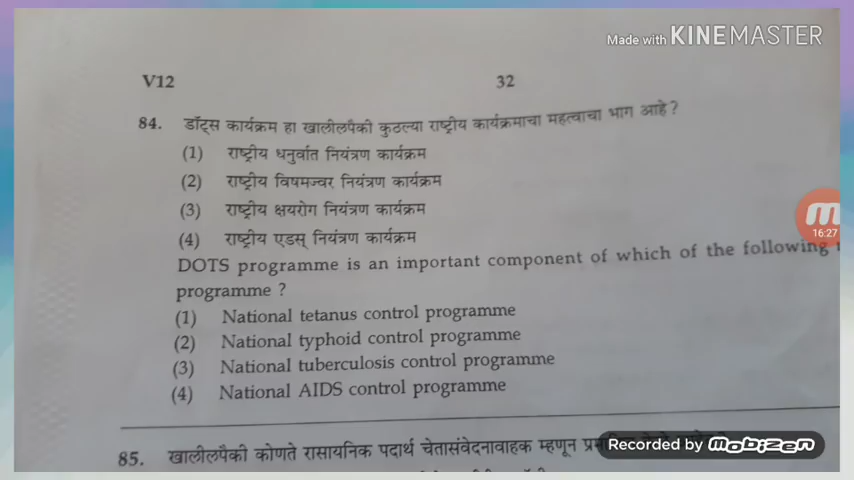 Made with KINEMASTER
V12 32
84. डॉट्स कार्यक्रम हा खालीलपैकी कुठल्या राष्ट्रीय कार्यक्रमाचा महत्वाचा भाग आहे ?
(1) राष्ट्रीय धनुर्वात नियंत्रण कार्यक्रम
(2) राष्ट्रीय विषमज्वर नियंत्रण कार्यक्रम
(3) राष्ट्रीय क्षयरोग नियंत्रण कार्यक्रम
(4) राष्ट्रीय एडस् नियंत्रण कार्यक्रम
16:27
DOTS programme is an important component of which of the following
programme ?
(1) National tetanus control programme
(2) National typhoid control programme
(3) National tuberculosis control programme
(4) National AIDS control programme
85. खालीलपैकी कोणते रासायनिक पदार्थ चेतासंवेदनावाहक म्हणून
Recorded by Mobizen